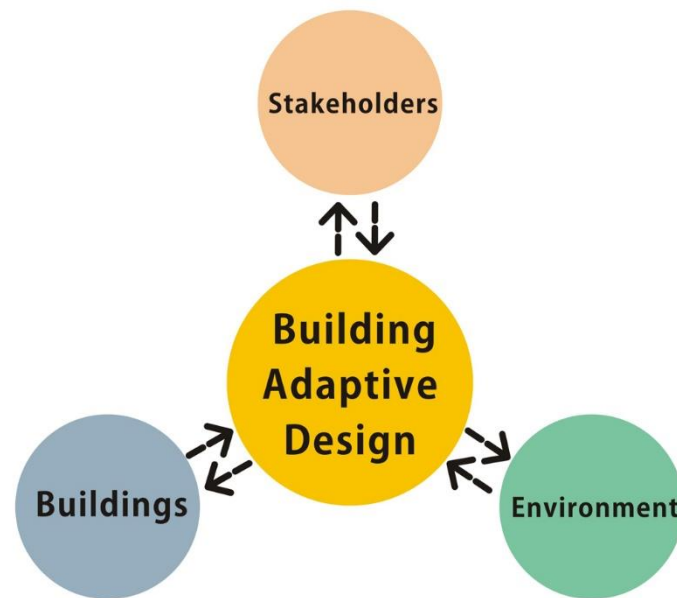 Stakeholders
Building
Adaptive
Design
Buildings
Environment